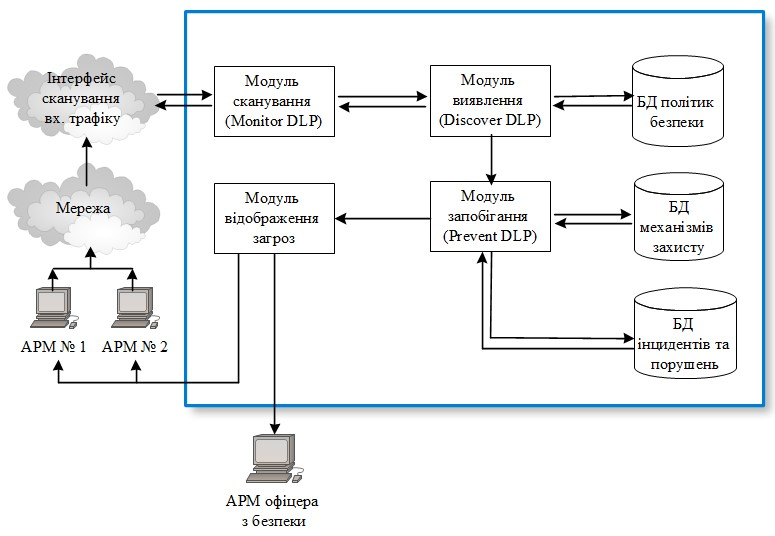 Інтерфейс
сканування
вх. трафіку
Модуль
сканування
(Monitor DLP)
Модуль
виявлення
(Discover DLP)
БД політик
безпеки
Мережа
Модуль
відображення
загроз
Модуль
запобігання
(Prevent DLP)
БД
механізмів
захисту
АРМ № 1
АРМ № 2
БД
інцидентів та
порушень
АРМ офіцера
з безпеки